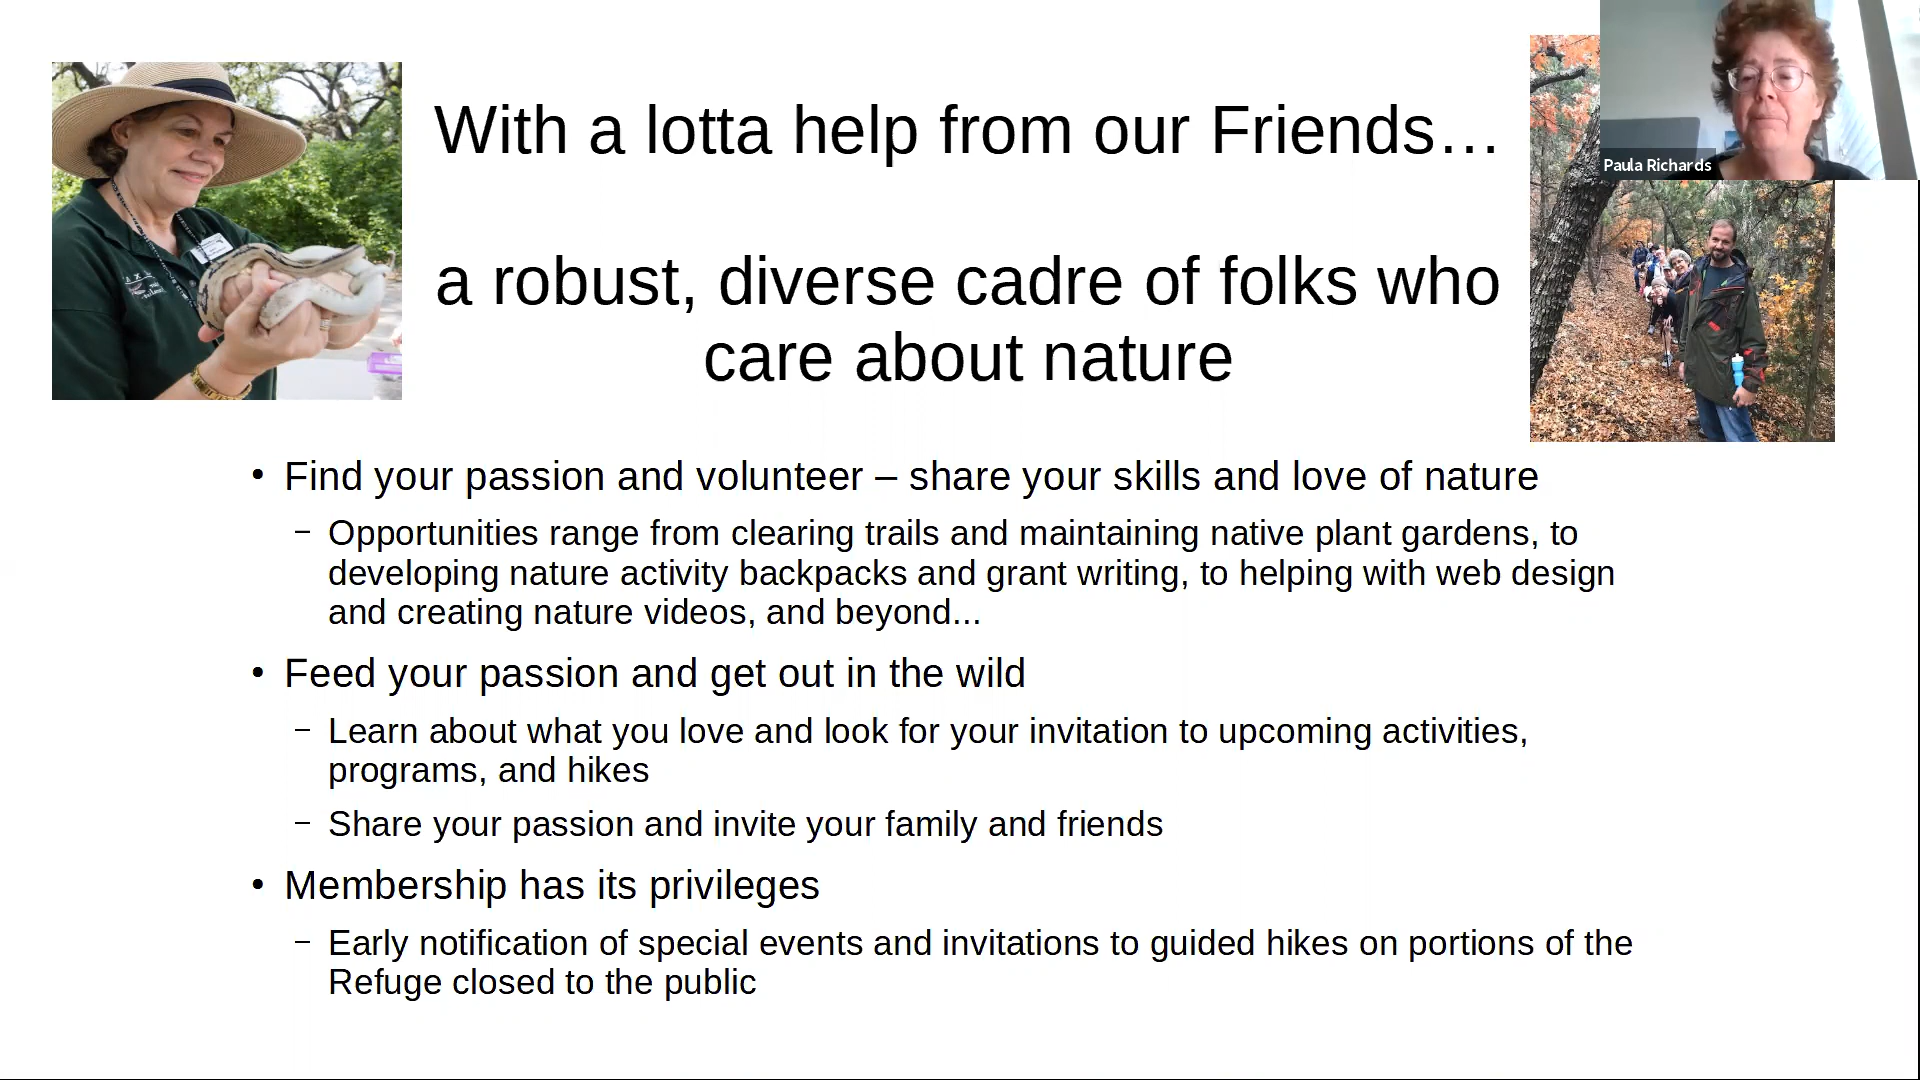 With a lotta help from our Friends…
Paula Richards
a robust, diverse cadre of folks who
care about nature
• Find your passion and volunteer – share your skills and love of nature
– Opportunities range from clearing trails and maintaining native plant gardens, to
developing nature activity backpacks and grant writing, to helping with web design
and creating nature videos, and beyond...
• Feed your passion and get out in the wild
– Learn about what you love and look for your invitation to upcoming activities,
programs, and hikes
– Share your passion and invite your family and friends
• Membership has its privileges
– Early notification of special events and invitations to guided hikes on portions of the
Refuge closed to the public